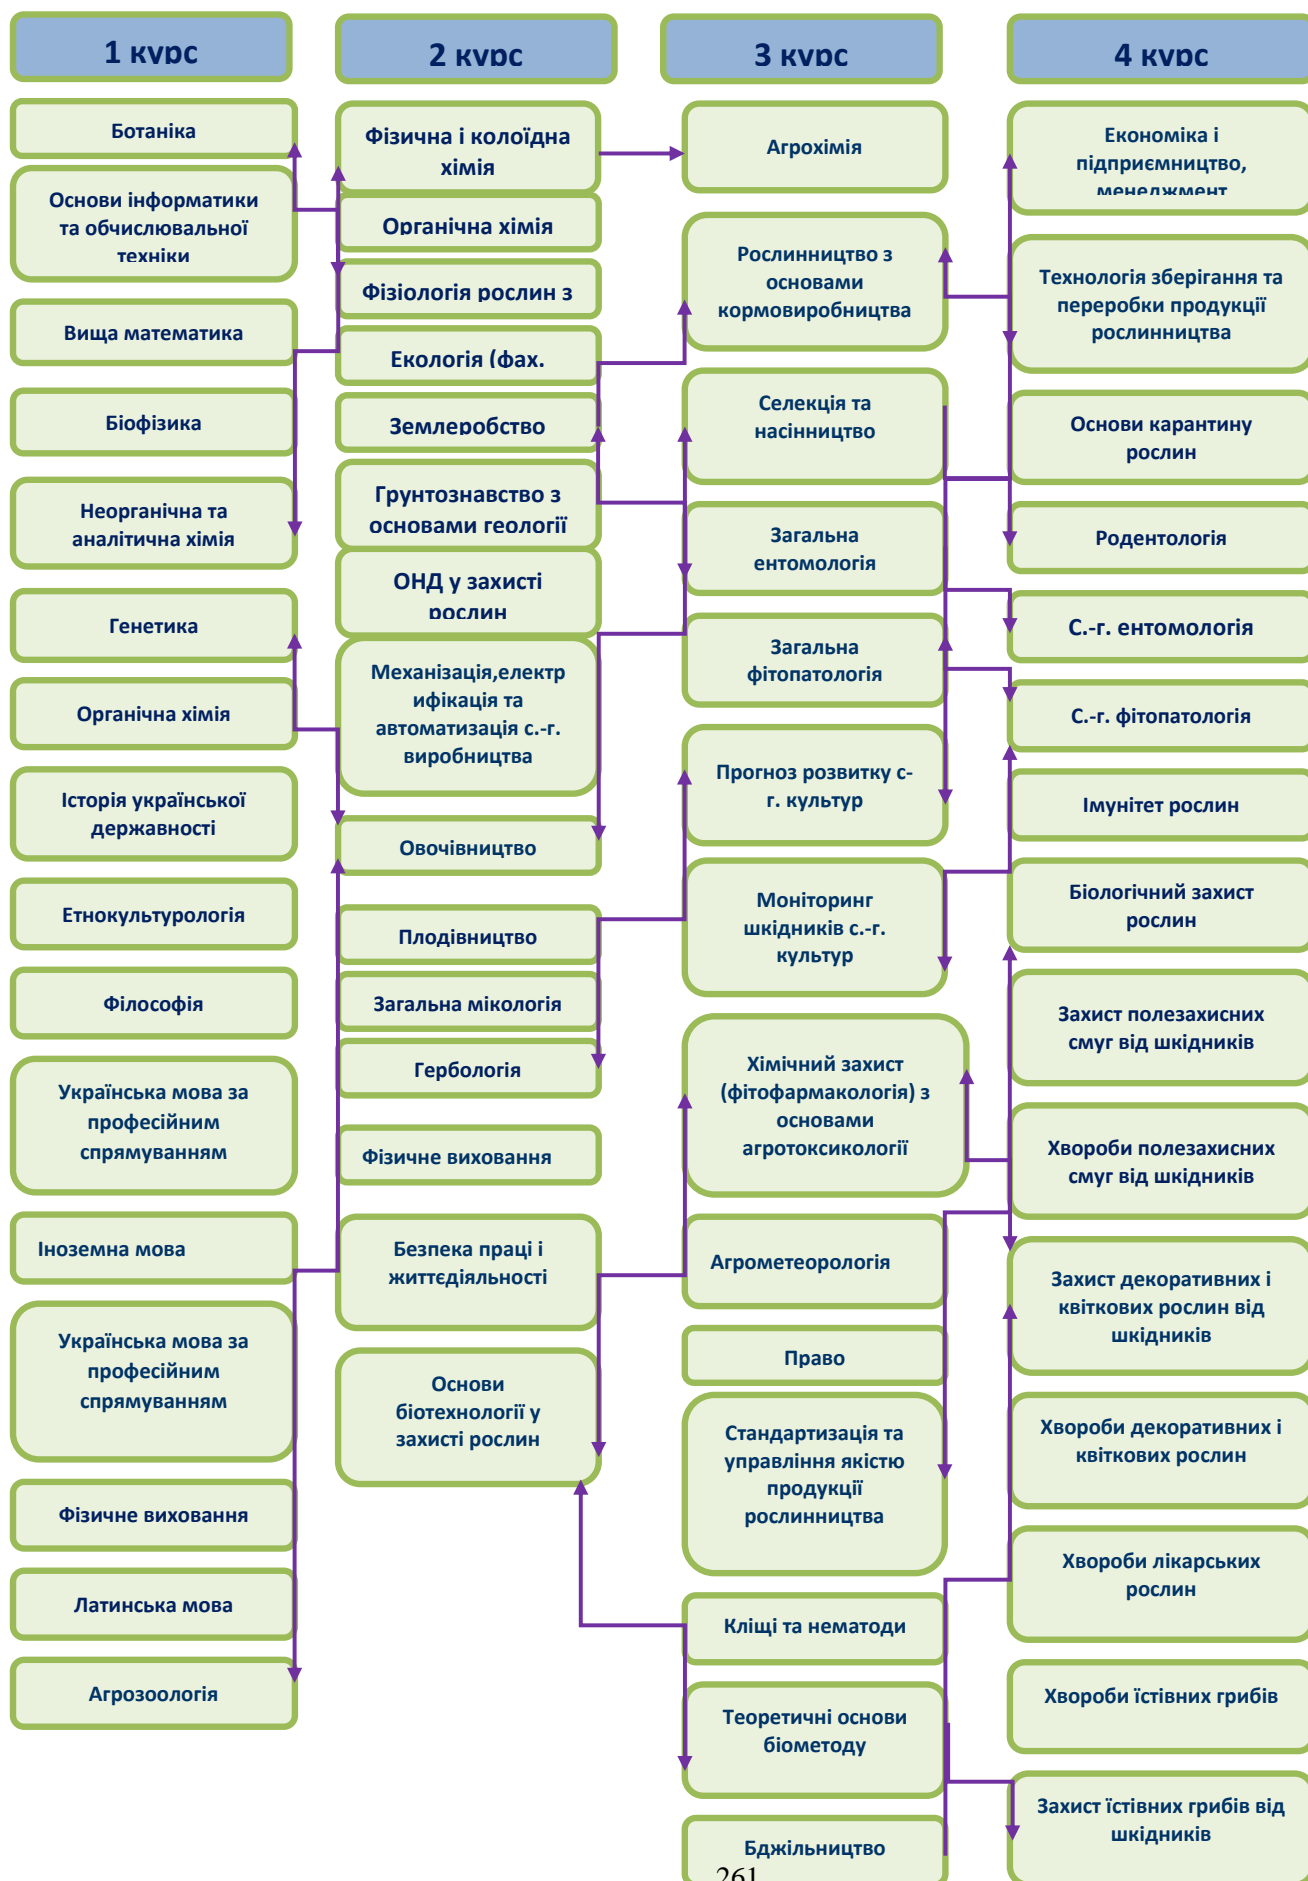 1 курс
Ботаніка
Основи інформатики
та обчислювальної
техніки
Вища математика
Біофізика
Неорганічна та
аналітична хімія
Генетика
Органічна хімія
Історія української
державності
Етнокультурологія
Філософія
Українська мова за
професійним
спрямуванням
Іноземна мова
Українська мова за
професійним
спрямуванням
Фізичне виховання
Латинська мова
Агрозоологія
2 курс
Фізична і колоїдна
хімія
Органічна хімія
Фізіологія рослин з
Екологія (фах.
Землеробство
Грунтознавство з
основами геології
ОНД у захисті
рослин
Механізація,електр
ифікація та
автоматизація с.-г.
виробництва
Овочівництво
Плодівництво
Загальна мікологія
Гербологія
Фізичне виховання
Безпека праці і
життєдіяльності
Основи
біотехнології у
захисті рослин
3 курс
Агрохімія
Рослинництво з
основами
кормовиробництва
Селекція та
насінництво
Загальна
ентомологія
Загальна
фітопатологія
Прогноз розвитку с-
г. культур
Моніторинг
шкідників с.-г.
культур
Хімічний захист
(фітофармакологія) з
основами
агротоксикології
Агрометеорологія
Право
Стандартизація та
управління якістю
продукції
рослинництва
Кліщі та нематоди
Теоретичні основи
біометоду
Бджільництво
4 курс
Економіка і
підприємництво,
менеджмент
Технологія зберігання та
переробки продукції
рослинництва
Основи карантину
рослин
Родентологія
С.-г. ентомологія
С.-г. фітопатологія
Імунітет рослин
Біологічний захист
рослин
Захист полезахисних
смуг від шкідників
Хвороби полезахисних
смуг від шкідників
Захист декоративних і
квіткових рослин від
шкідників
Хвороби декоративних і
квіткових рослин
Хвороби лікарських
рослин
Хвороби їстівних грибів
Захист їстівних грибів від
шкідників
261